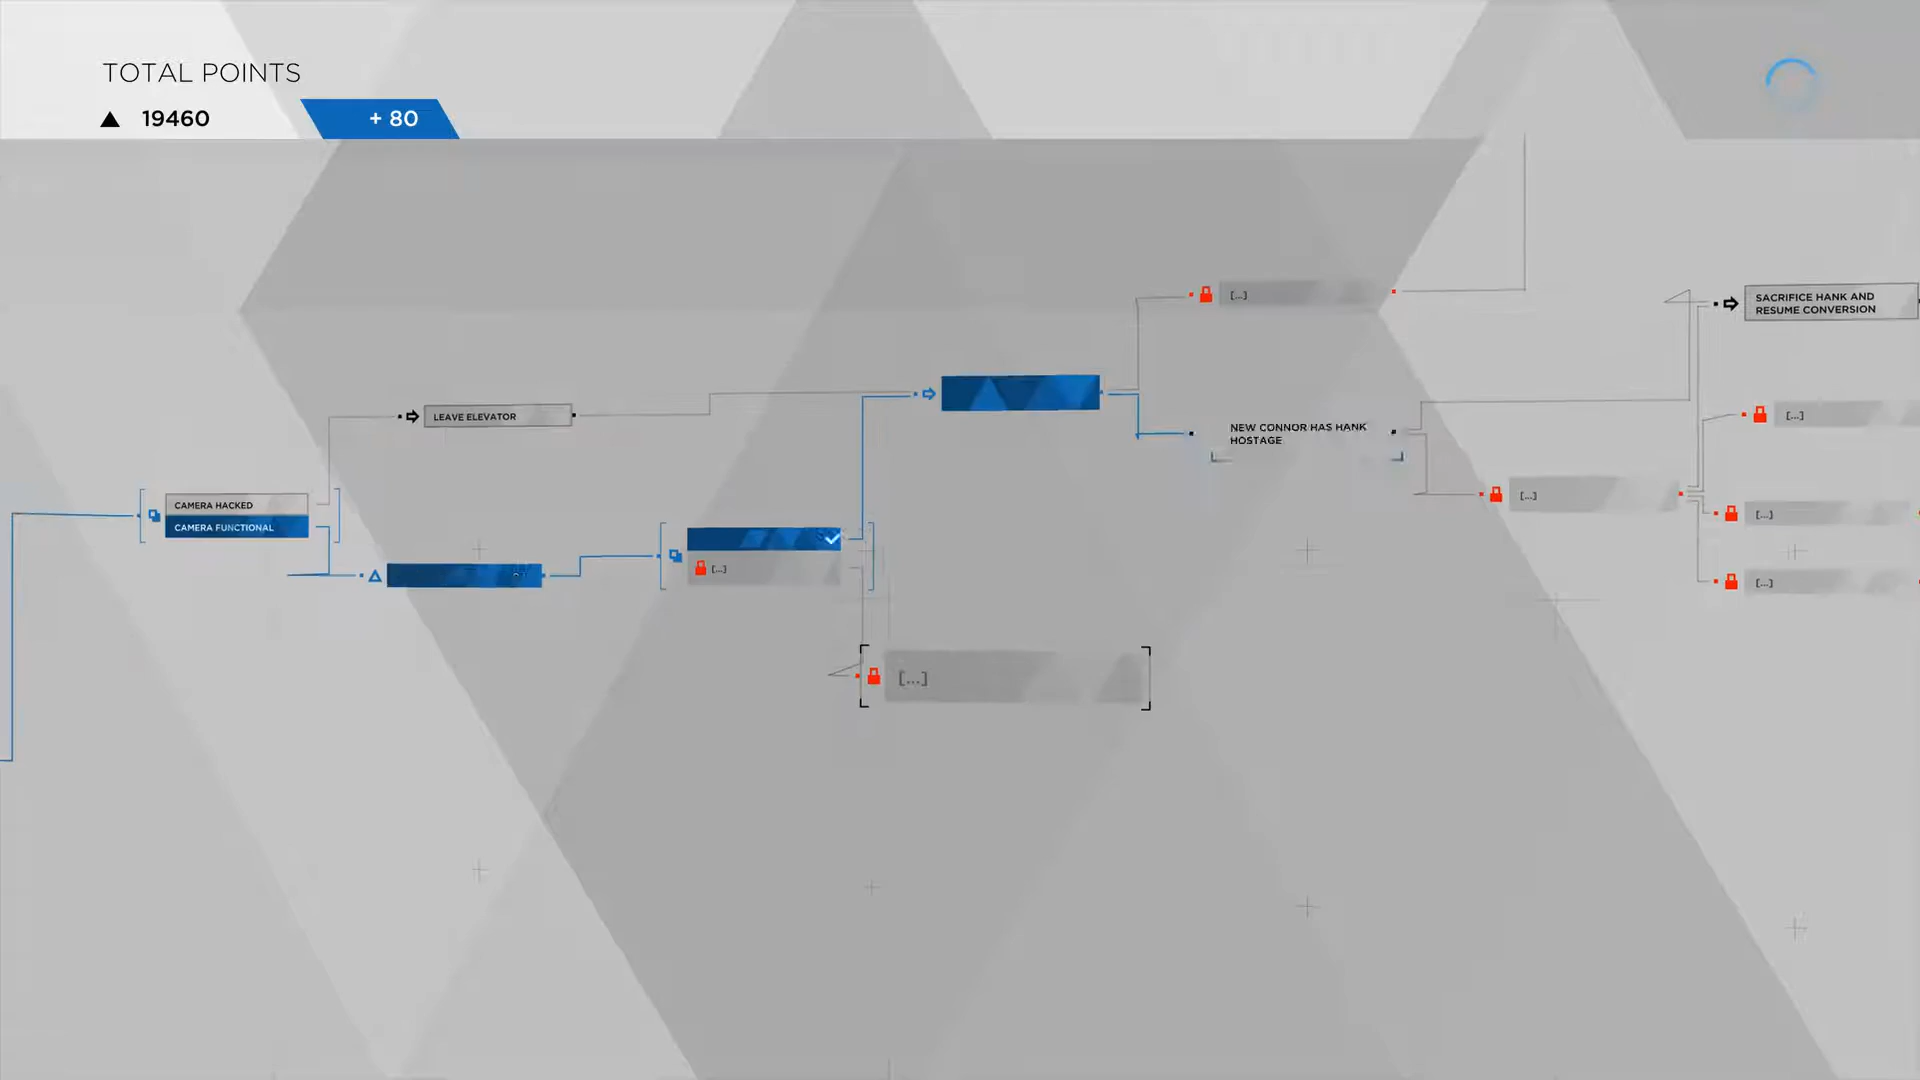 TOTAL POINTS
19460
+ 80
[...]
SACRIFICE HANK AND
RESUME CONVERSION
LEAVE ELEVATOR
[...]
NEW CONNOR HAS HANK
HOSTAGE
CAMERA HACKED
CAMERA FUNCTIONAL
[...]
[...]
[...]
[...]
[...]